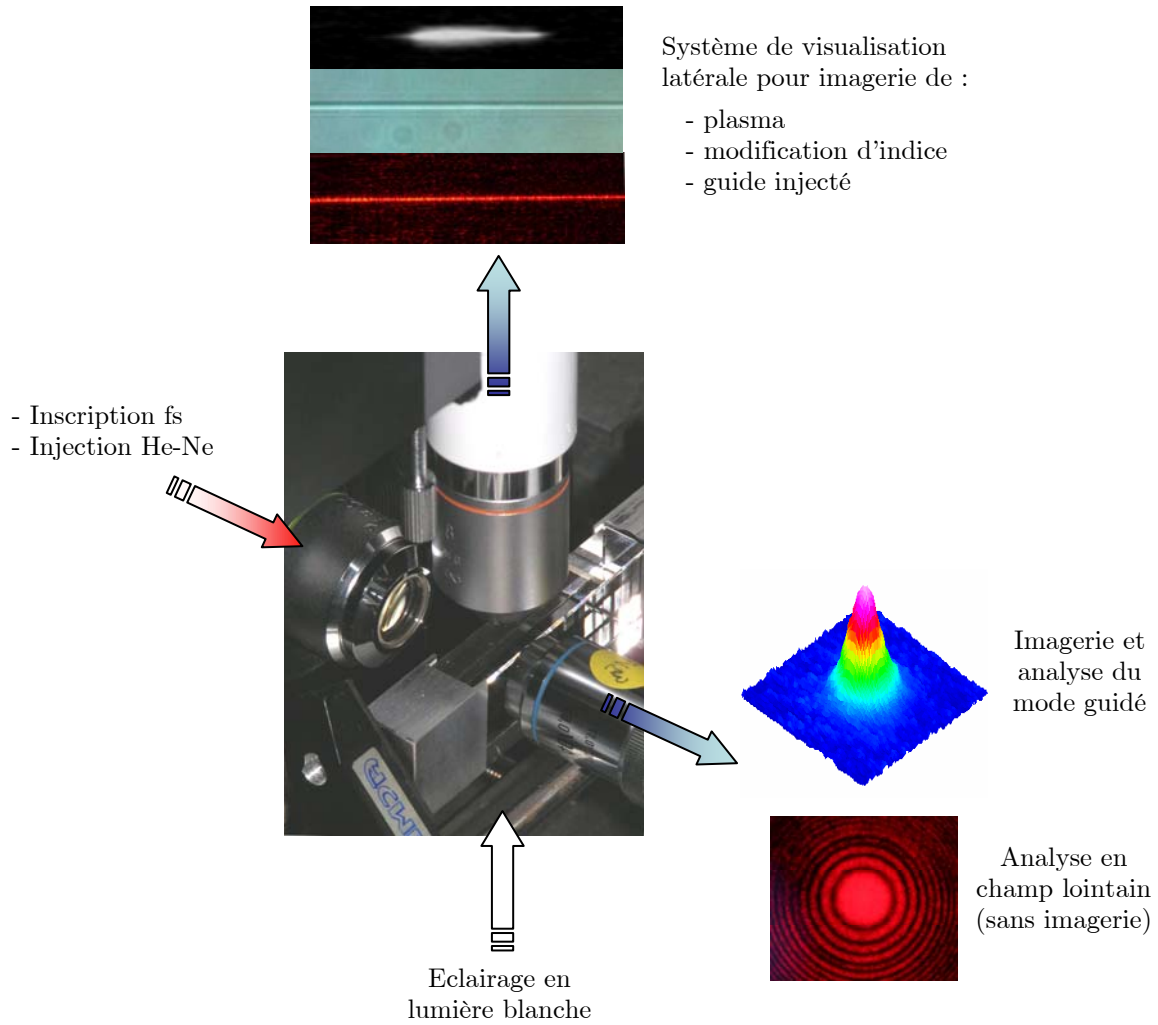 Système de visualisation
latérale pour imagerie de :
- plasma
- modification d'indice
- guide injecté
- Inscription fs
- Injection He-Ne
Imagerie et
analyse du
mode guidé
Analyse en
champ lointain
(sans imagerie)
Eclairage en
lumière blanche